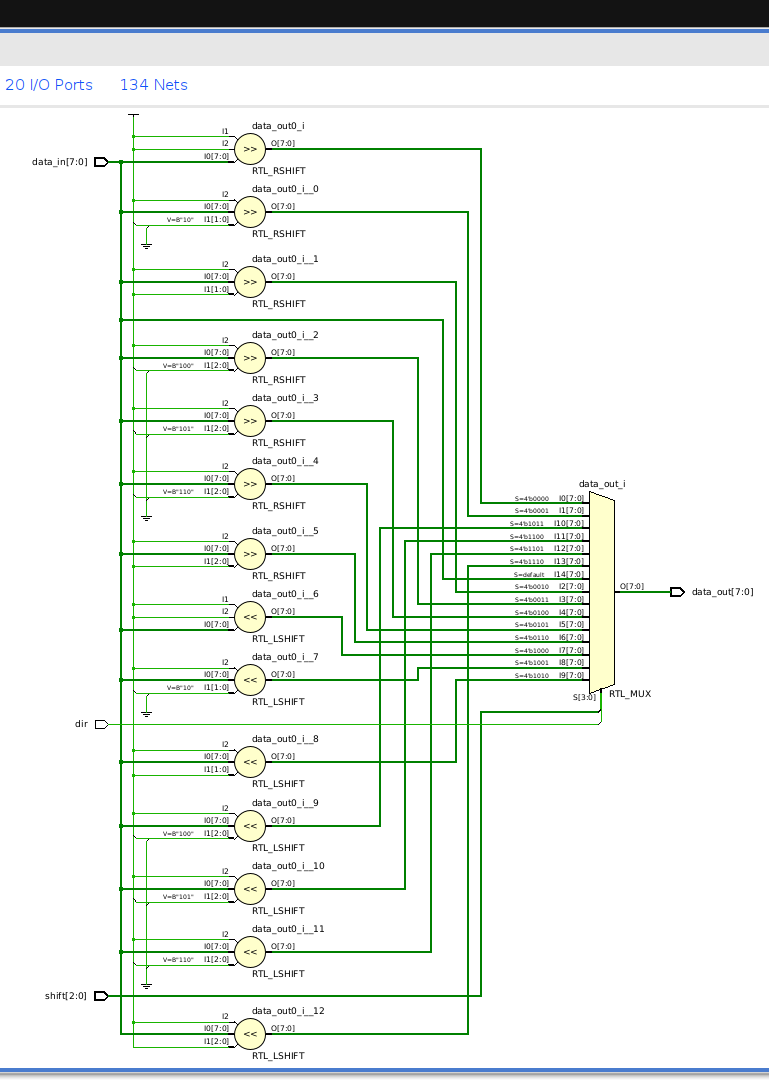 20 I/O Ports 134 Nets
data_out0_i
I1
I2 O[7:0]
data_in[7:0] I0[7:0]
RTL_RSHIFT
data_out0_i__0
I2
I0[7:0] O[7:0]
V=B"10" I1[1:0]
RTL_RSHIFT
data_out0_i__1
I2
I0[7:0] O[7:0]
I1[1:0]
RTL_RSHIFT
data_out0_i__2
I2
I0[7:0] O[7:0]
V=B"100" I1[2:0]
RTL_RSHIFT
data_out0_i__3
I2
I0[7:0] O[7:0]
V=B"101" I1[2:0]
RTL_RSHIFT
data_out0_i__4
I2
I0[7:0] O[7:0]
V=B"110" I1[2:0]
RTL_RSHIFT
data_out0_i__5
I2
I0[7:0] O[7:0]
I1[2:0]
RTL_RSHIFT
data_out0_i__6
I1
I2 O[7:0]
I0[7:0]
RTL_LSHIFT
data_out0_i__7
I2
I0[7:0] O[7:0]
V=B"10" I1[1:0]
RTL_LSHIFT
dir
data_out0_i__8
I2
I0[7:0] O[7:0]
I1[1:0]
RTL_LSHIFT
data_out0_i__9
I2
I0[7:0] O[7:0]
V=B"100" I1[2:0]
RTL_LSHIFT
data_out0_i__10
I2
I0[7:0] O[7:0]
V=B"101" I1[2:0]
RTL_LSHIFT
data_out0_i__11
I2
I0[7:0] O[7:0]
V=B"110" I1[2:0]
RTL_LSHIFT
shift[2:0]
data_out0_i__12
I2
I0[7:0] O[7:0]
I1[2:0]
RTL_LSHIFT
data_out_i
S=4'b0000 I0[7:0]
S=4'b0001 I1[7:0]
S=4'b1011 I10[7:0]
S=4'b1100 I11[7:0]
S=4'b1101 I12[7:0]
S=4'b1110 I13[7:0]
S=default I14[7:0]
S=4'b0010 I2[7:0]
S=4'b0011 I3[7:0]
S=4'b0100 I4[7:0]
S=4'b0101 I5[7:0]
S=4'b0110 I6[7:0]
S=4'b1000 I7[7:0]
S=4'b1001 I8[7:0]
S=4'b1010 I9[7:0]
O[7:0] data_out[7:0]
S[3:0] RTL_MUX